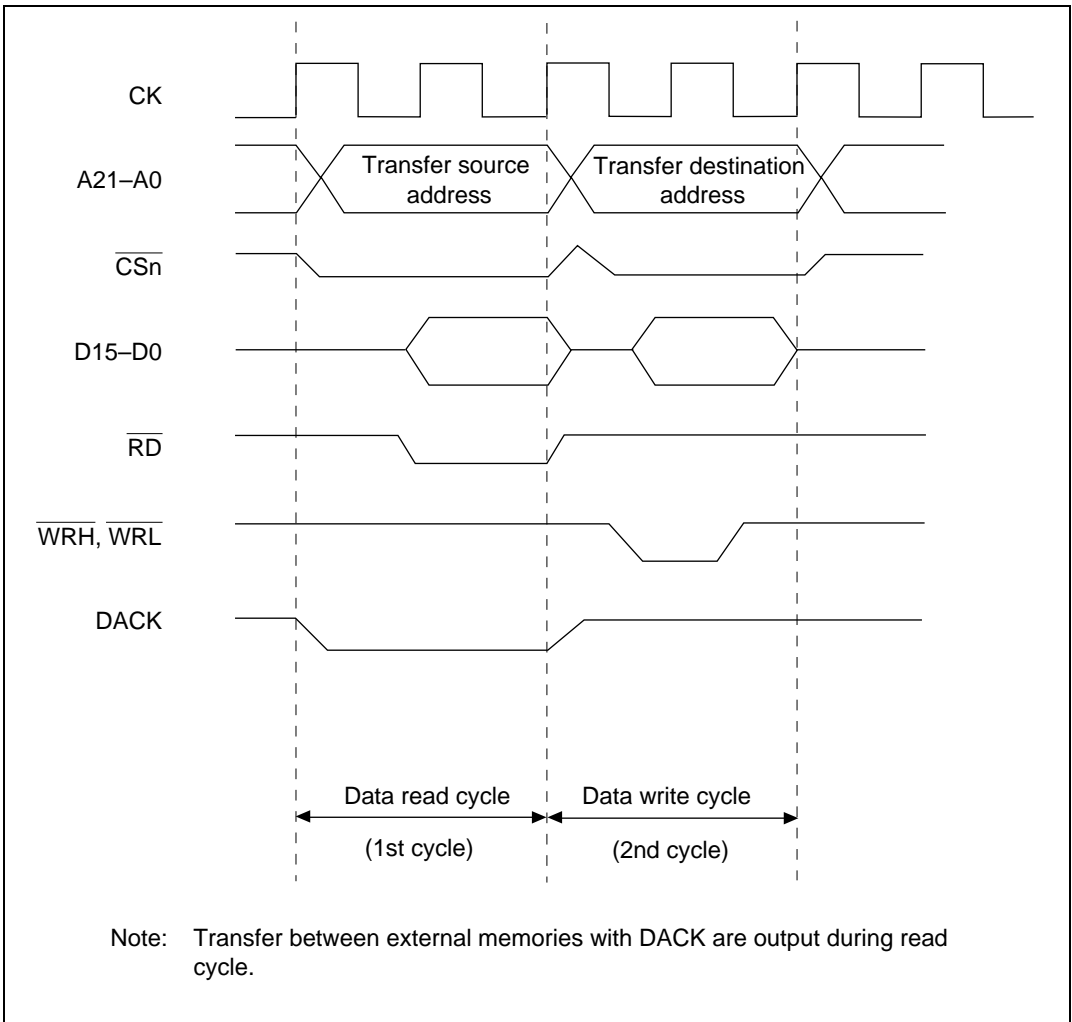 CK
A21–A0
Transfer source
address
Transfer destination
address
CSn
D15–D0
RD
WRH, WRL
DACK
Data read cycle
(1st cycle)
Data write cycle
(2nd cycle)
Note: Transfer between external memories with DACK are output during read
cycle.